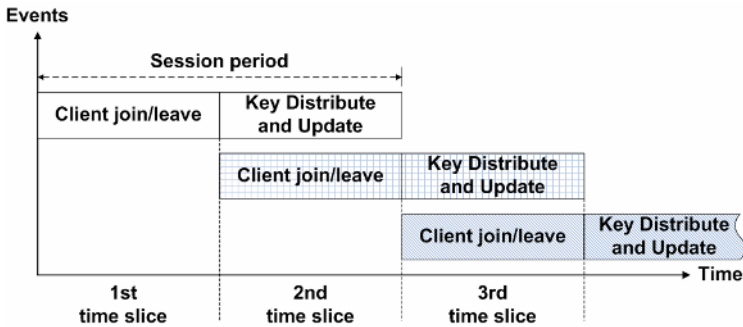 Events
Session period
Client join/leave
Key Distribute
and Update
Client join/leave
Key Distribute
and Update
Client join/leave
Key Distribute
and Update
Time
1st
time slice
2nd
time slice
3rd
time slice